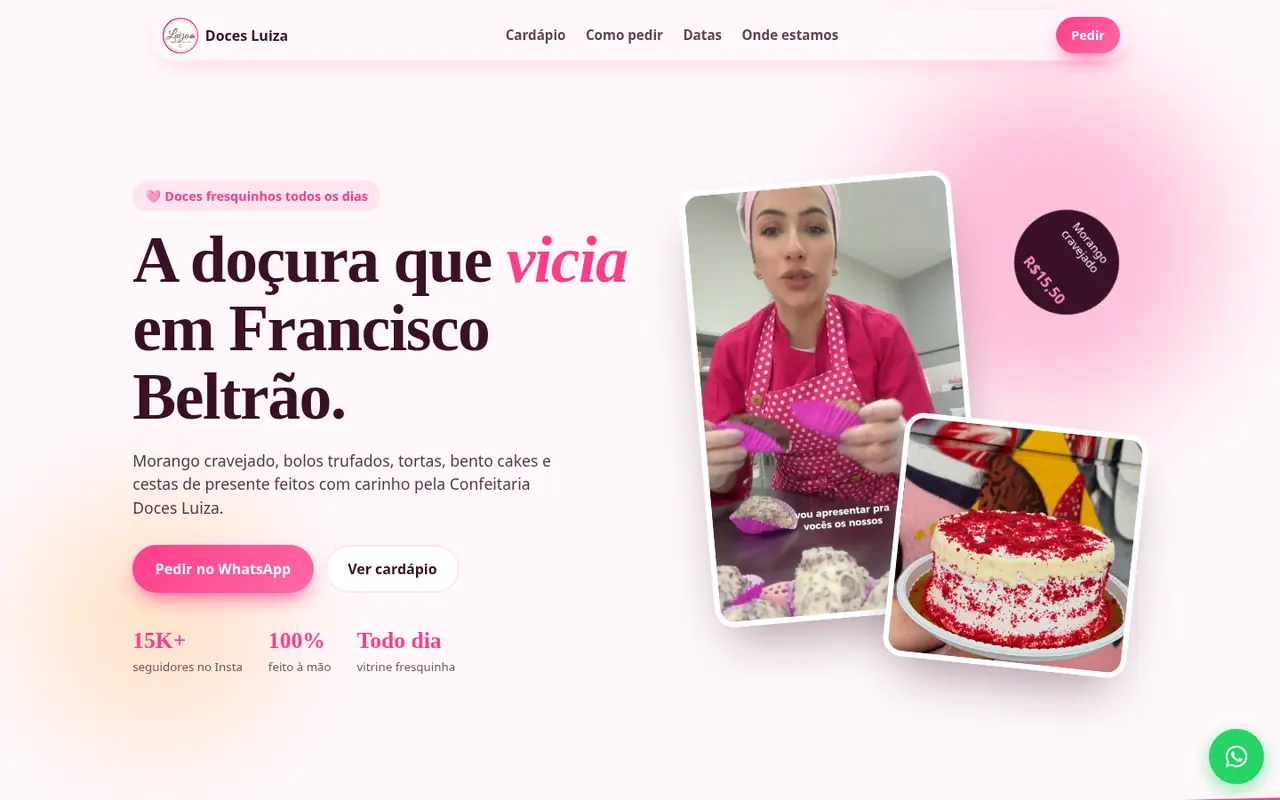 Luiza
Doces Luiza
Cardápio
Como pedir
Datas
Onde estamos
Pedir
🩷 Doces fresquinhos todos os dias
A doçura que vicia
em Francisco
Beltrão.
Morango cravejado, bolos trufados, tortas, bento cakes e
cestas de presente feitos com carinho pela Confeitaria
Doces Luiza.
Pedir no WhatsApp
Ver cardápio
15K+
seguidores no Insta
100%
feito à mão
Todo dia
vitrine fresquinha
vou apresentar pra
vocês os nossos
Morango
cravejado
R$15,50